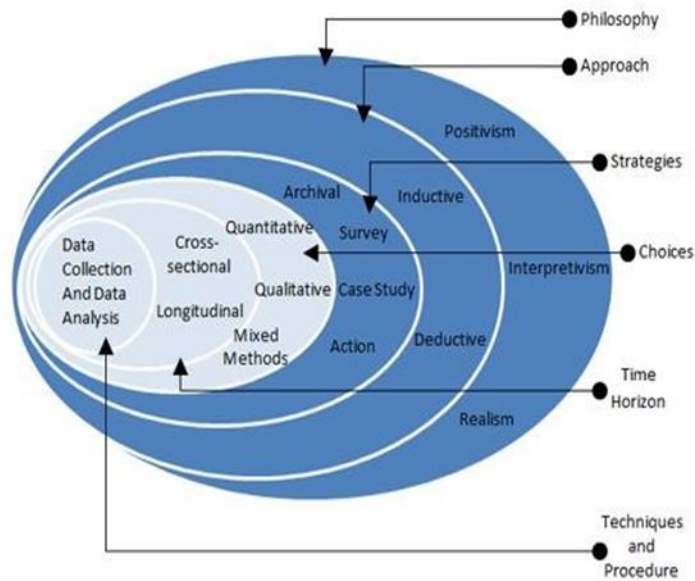 Philosophy
Approach
Positivism
Strategies
Archival
Inductive
Quantitative
Survey
Data
Collection
And Data
Analysis
Cross-
sectional
Choices
Interpretivism
Qualitative
Case Study
Longitudinal
Mixed
Methods
Action
Deductive
Time
Horizon
Realism
Techniques
and
Procedure